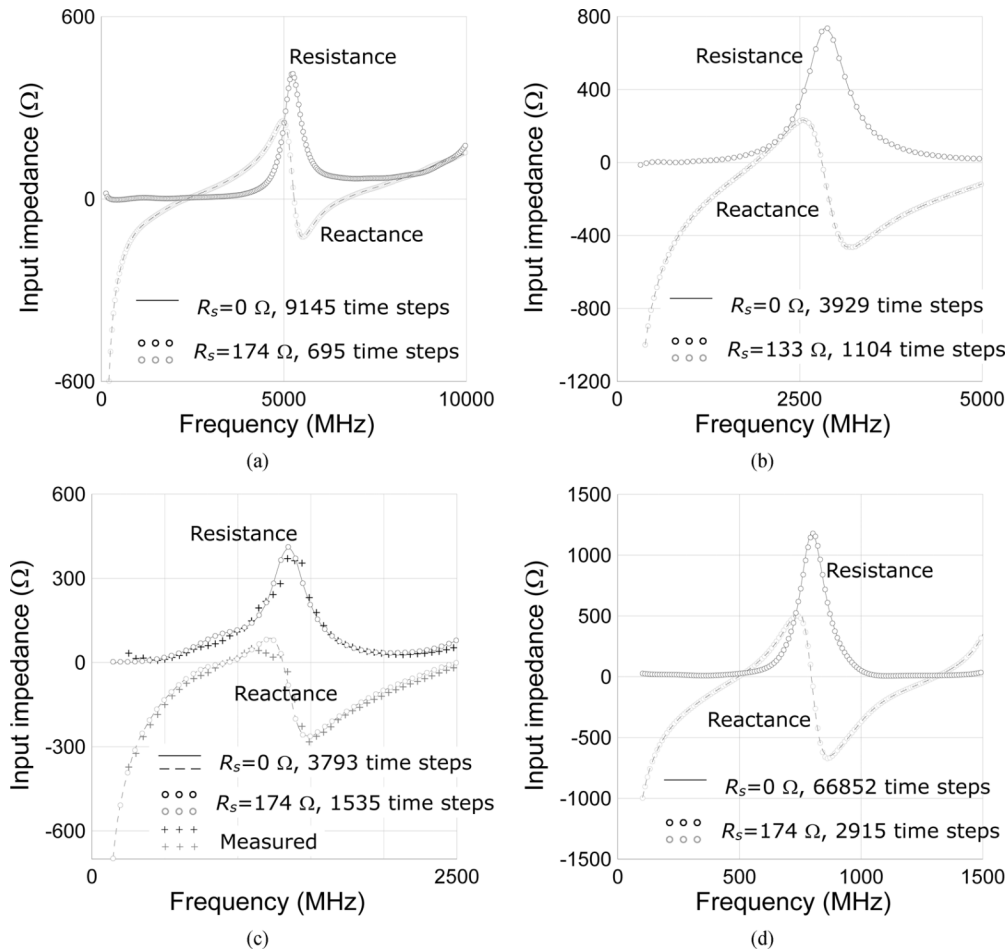 600
Resistance
0
Reactance
Rs=0 Ω, 9145 time steps
Rs=174 Ω, 695 time steps
-600
0
5000
10000
Input impedance (Ω)
Frequency (MHz)
(a)
800
Resistance
400
0
Reactance
-400
-800
Rs=0 Ω, 3929 time steps
Rs=133 Ω, 1104 time steps
-1200
0
2500
5000
Input impedance (Ω)
Frequency (MHz)
(b)
600
Resistance
300
0
Reactance
-300
Rs=0 Ω, 3793 time steps
Rs=174 Ω, 1535 time steps
-600
Measured
0
2500
Input impedance (Ω)
Frequency (MHz)
(c)
1500
1000
Resistance
500
0
Reactance
-500
Rs=0 Ω, 66852 time steps
-1000
Rs=174 Ω, 2915 time steps
-1500
0
500
1000
1500
Input impedance (Ω)
Frequency (MHz)
(d)